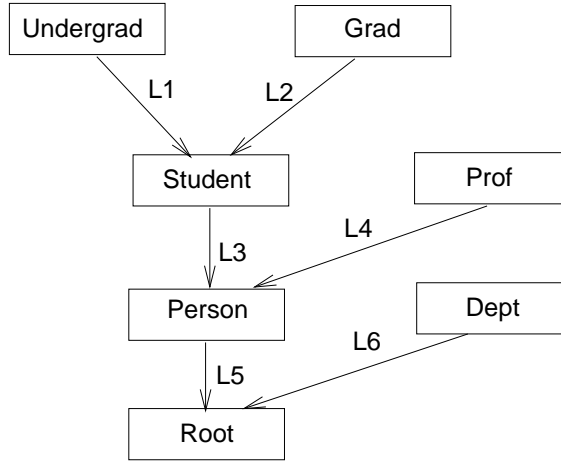 Undergrad
Grad
L1
L2
Student
Prof
L3
L4
Person
Dept
L5
L6
Root